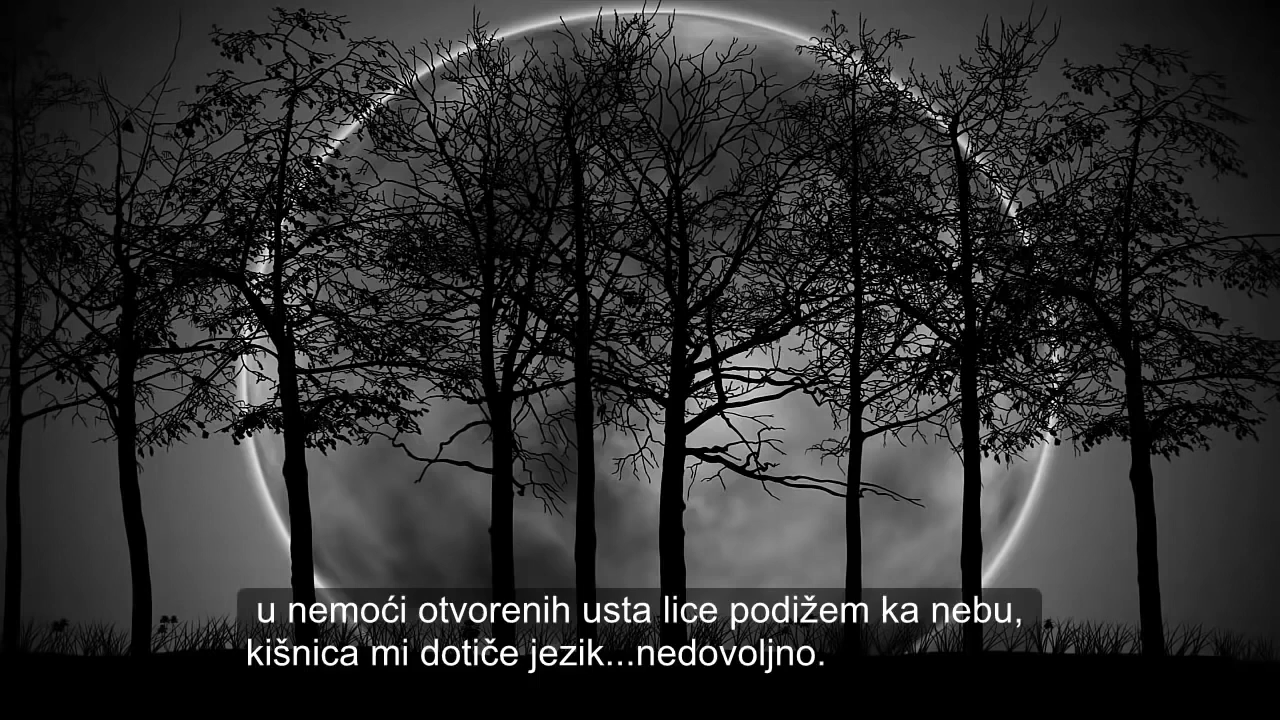 u nemoći otvorenih usta lice podižem ka nebu,
kišnica mi dotiče jezik...nedovoljno.